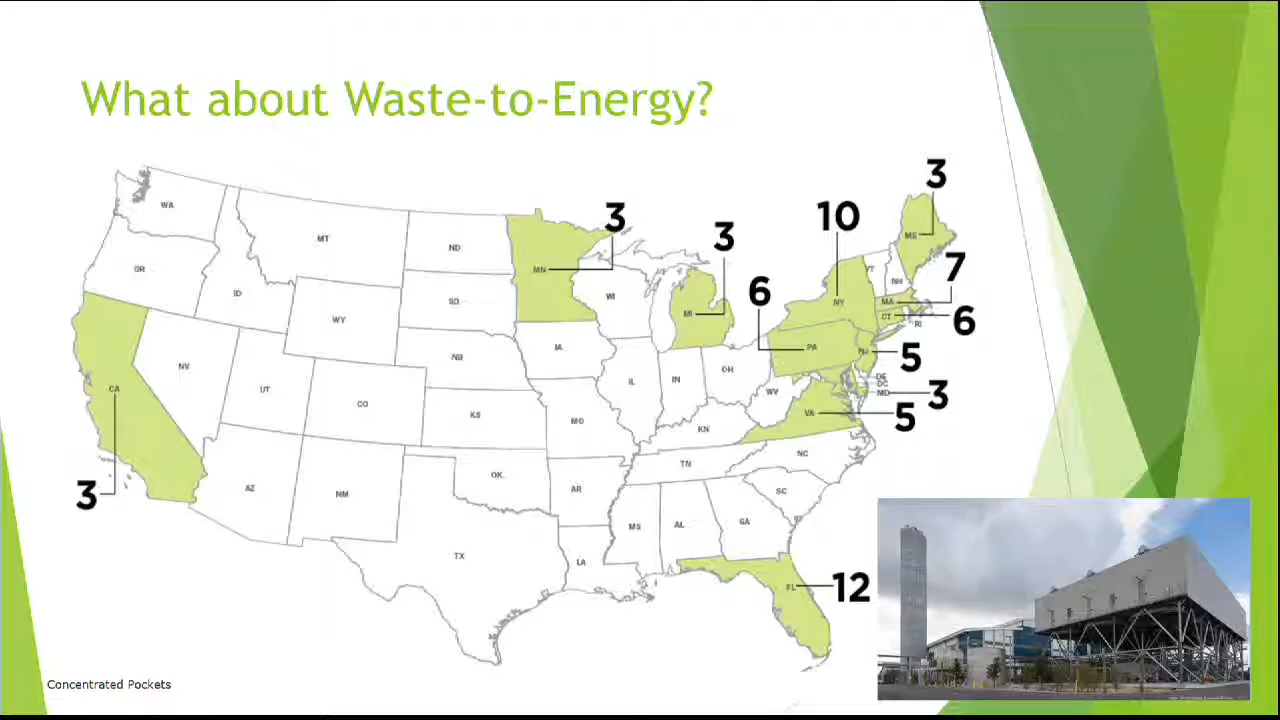 What about Waste-to-Energy?
3
10
3
3
7
6
6
5
3
5
3
12
WA
MT
ND
MN
ME
OR
ID
SD
WI
MI
NY
VT
NH
MA
CT
RI
WY
IA
PA
NJ
NV
NB
OH
DE
DC
MD
UT
CO
IL
IN
WV
VA
CA
KS
MO
KN
NC
AZ
NM
OK
AR
TN
SC
MS
AL
GA
TX
LA
FL
Concentrated Pockets